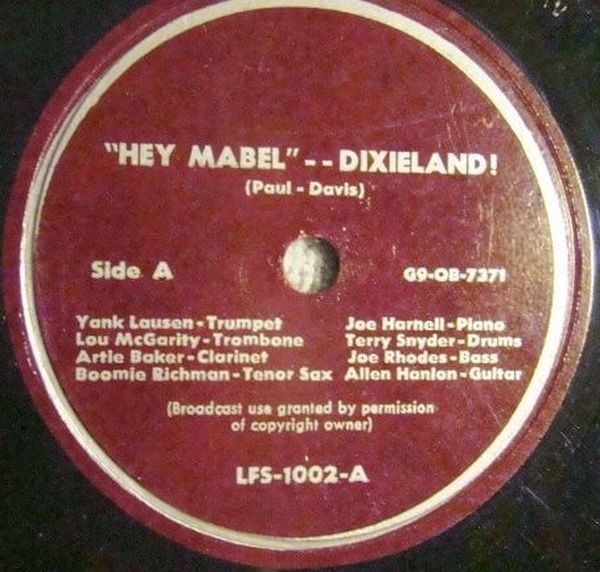 "HEY MABEL" -- DIXIELAND!
(Paul - Davis)
Side A
G9-OB-7371
Yank Lausen - Trumpet
Lou McGarity - Trombone
Artie Baker - Clarinet
Boomie Richman - Tenor Sax
Joe Harnell - Piano
Terry Snyder - Drums
Joe Rhodes - Bass
Allen Hanlon - Guitar
(Broadcast use granted by permission
of copyright owner)
LFS-1002-A